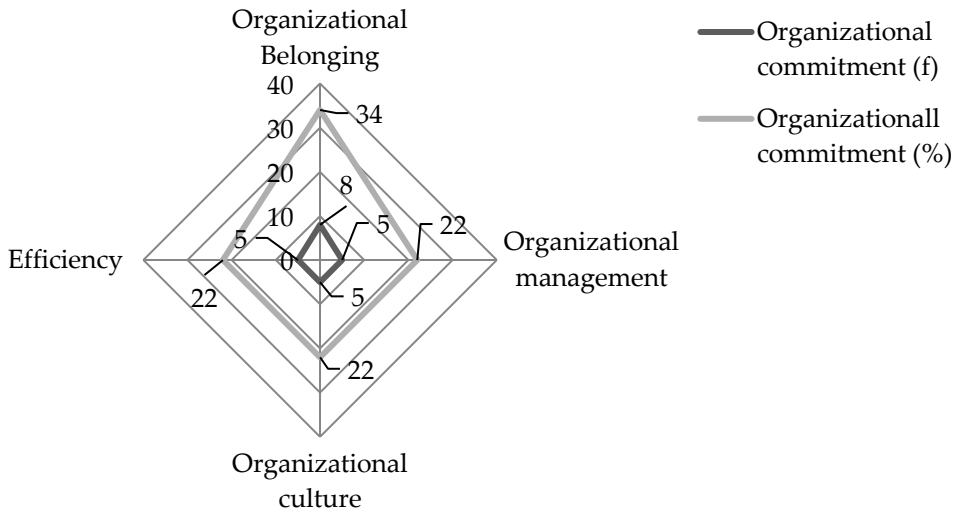 Organizational
Belonging
Organizational
commitment (f)
Organizationall
commitment (%)
40
34
30
20
8
10
5
5
22
Efficiency
0
Organizational
management
22
5
22
Organizational
culture